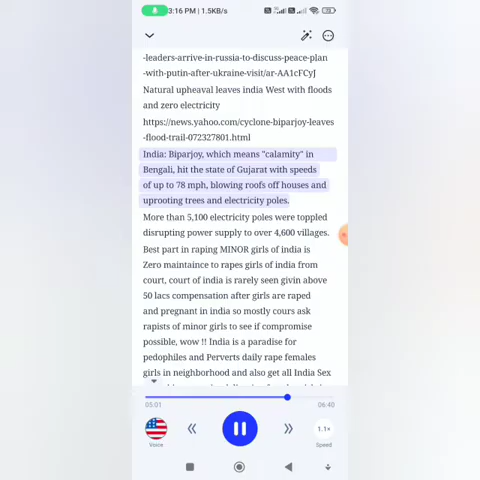 3:16 PM | 1.5KB/s
-leaders-arrive-in-russia-to-discuss-peace-plan
-with-putin-after-ukraine-visit/ar-AA1cFCyJ
Natural upheaval leaves india West with floods
and zero electricity
https://news.yahoo.com/cyclone-biparjoy-leaves
-flood-trail-072327801.html
India: Biparjoy, which means "calamity" in
Bengali, hit the state of Gujarat with speeds
of up to 78 mph, blowing roofs off houses and
uprooting trees and electricity poles.
More than 5,100 electricity poles were toppled
disrupting power supply to over 4,600 villages.
Best part in raping MINOR girls of india is
Zero maintaince to rapes girls of india from
court, court of india is rarely seen givin above
50 lacs compensation after girls are raped
and pregnant in india so mostly cours ask
rapists of minor girls to see if compromise
possible, wow !! India is a paradise for
pedophiles and Perverts daily rape females
girls in neighborhood and also get all India Sex
05:01
06:40
1.1×
Voice
Speed